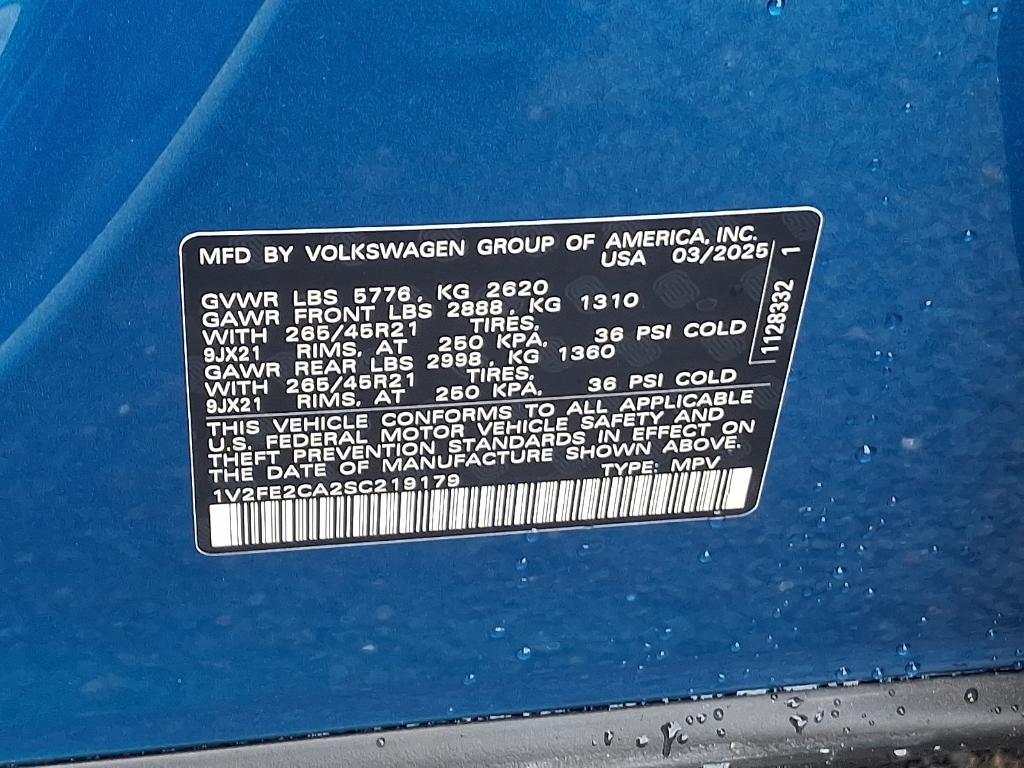 MFD BY VOLKSWAGEN GROUP OF AMERICA, INC.
USA 03/2025
GVWR LBS 5776, KG 2620
GAWR FRONT LBS 2888, KG 1310
WITH 265/45R21 TIRES,
9JX21 RIMS, AT 250 KPA, 36 PSI COLD
GAWR REAR LBS 2998, KG 1360
WITH 265/45R21 TIRES,
9JX21 RIMS, AT 250 KPA, 36 PSI COLD
THIS VEHICLE CONFORMS TO ALL APPLICABLE
U.S. FEDERAL MOTOR VEHICLE SAFETY AND
THEFT PREVENTION STANDARDS IN EFFECT ON
THE DATE OF MANUFACTURE SHOWN ABOVE.
1V2FE2CA2SC219179 TYPE: MPV
1128332 1